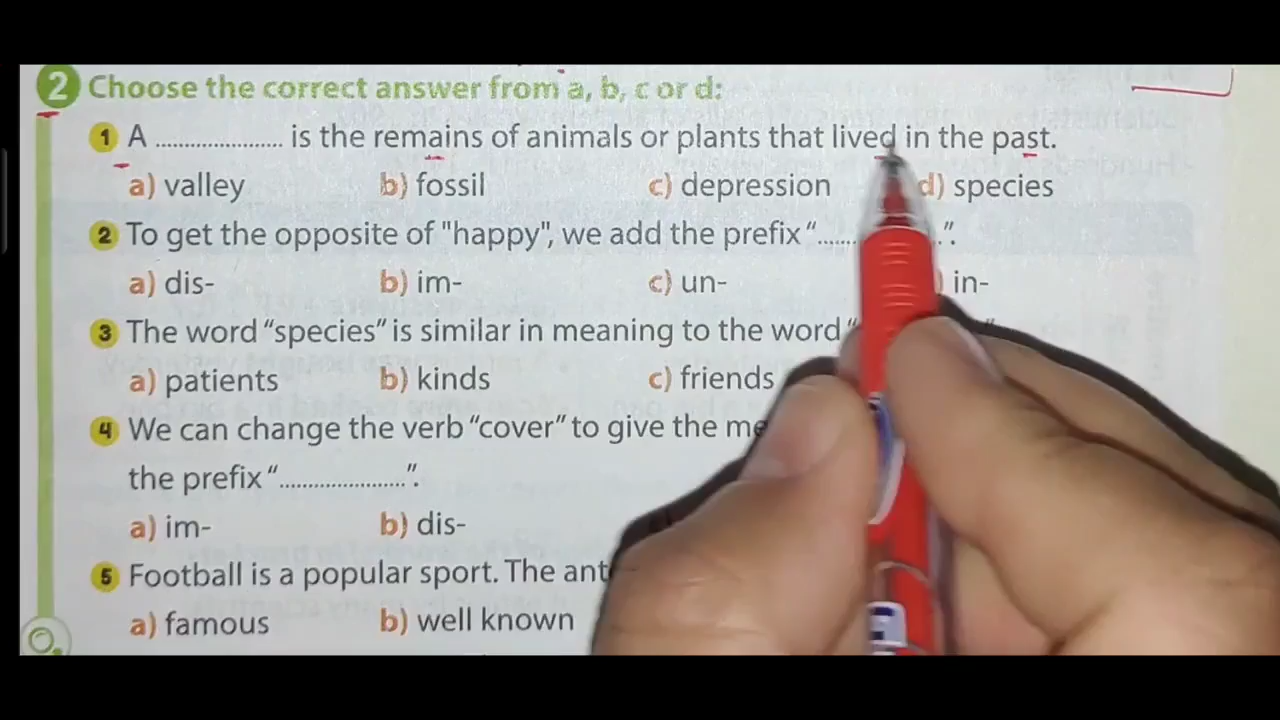 2 Choose the correct answer from a, b, c or d:
1 A ...................... is the remains of animals or plants that lived in the past.
a) valley b) fossil c) depression d) species
2 To get the opposite of "happy", we add the prefix "...... ..".
a) dis- b) im- c) un- ) in-
3 The word "species" is similar in meaning to the word "
a) patients b) kinds c) friends
4 We can change the verb "cover" to give the
the prefix "......................".
a) im- b) dis-
5 Football is a popular sport. The
a) famous b) well known